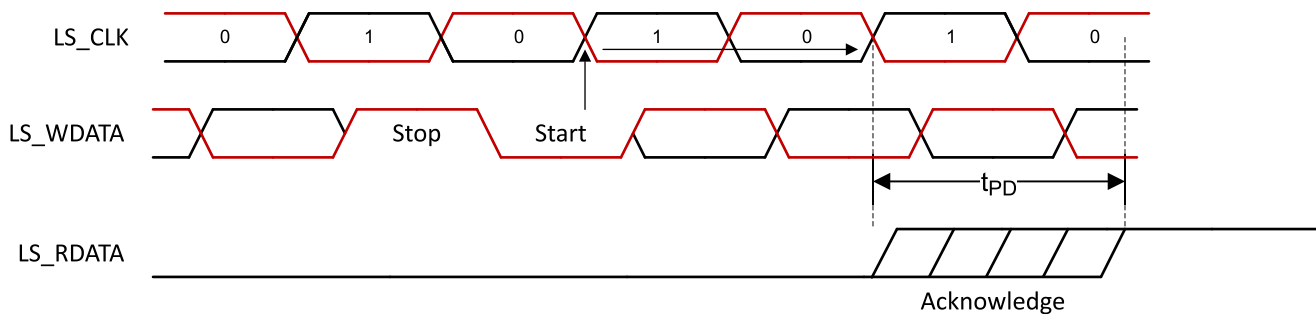 LS_CLK 0 1 0 1 0 1 0
LS_WDATA Stop Start
tPD
LS_RDATA
Acknowledge